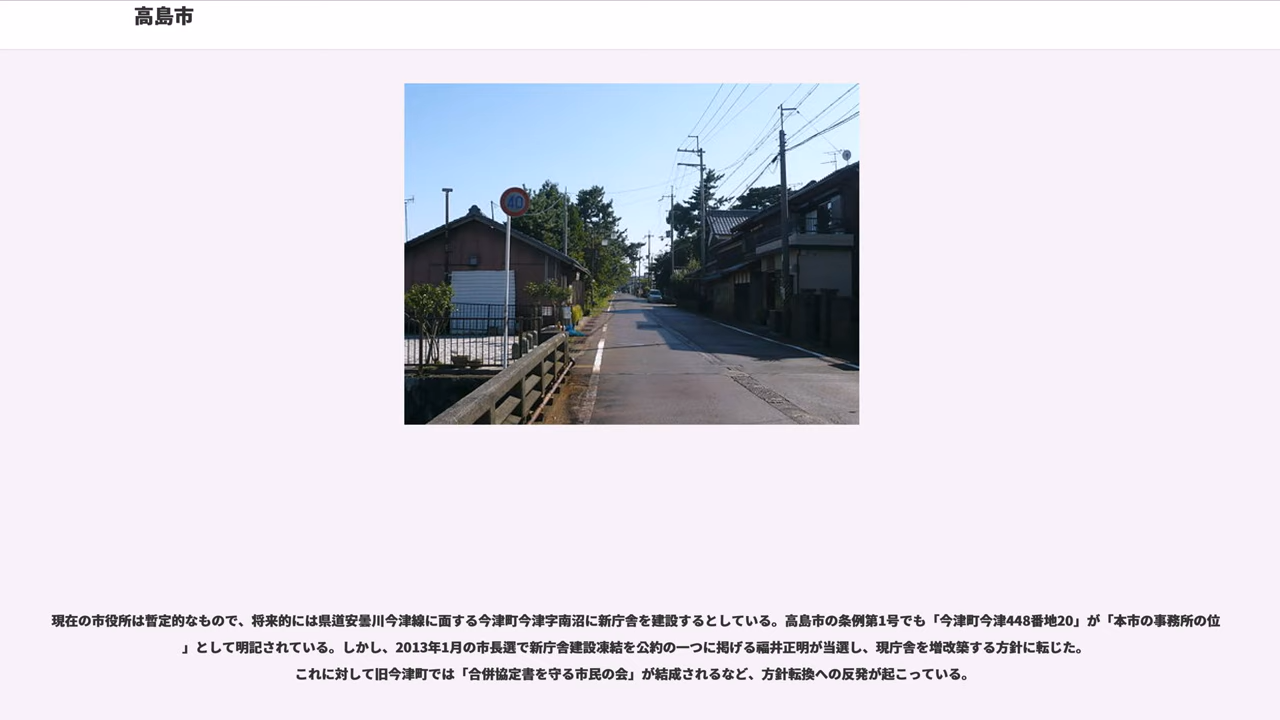 高島市
40
現在の市役所は暫定的なもので、将来的には県道安曇川今津線に面する今津町今津字南沼に新庁舎を建設するとしている。高島市の条例第1号でも「今津町今津448番地20」が「本市の事務所の位
」として明記されている。しかし、2013年1月の市長選で新庁舎建設凍結を公約の一つに掲げる福井正明が当選し、現庁舎を増改築する方針に転じた。
これに対して旧今津町では「合併協定書を守る市民の会」が結成されるなど、方針転換への反発が起こっている。